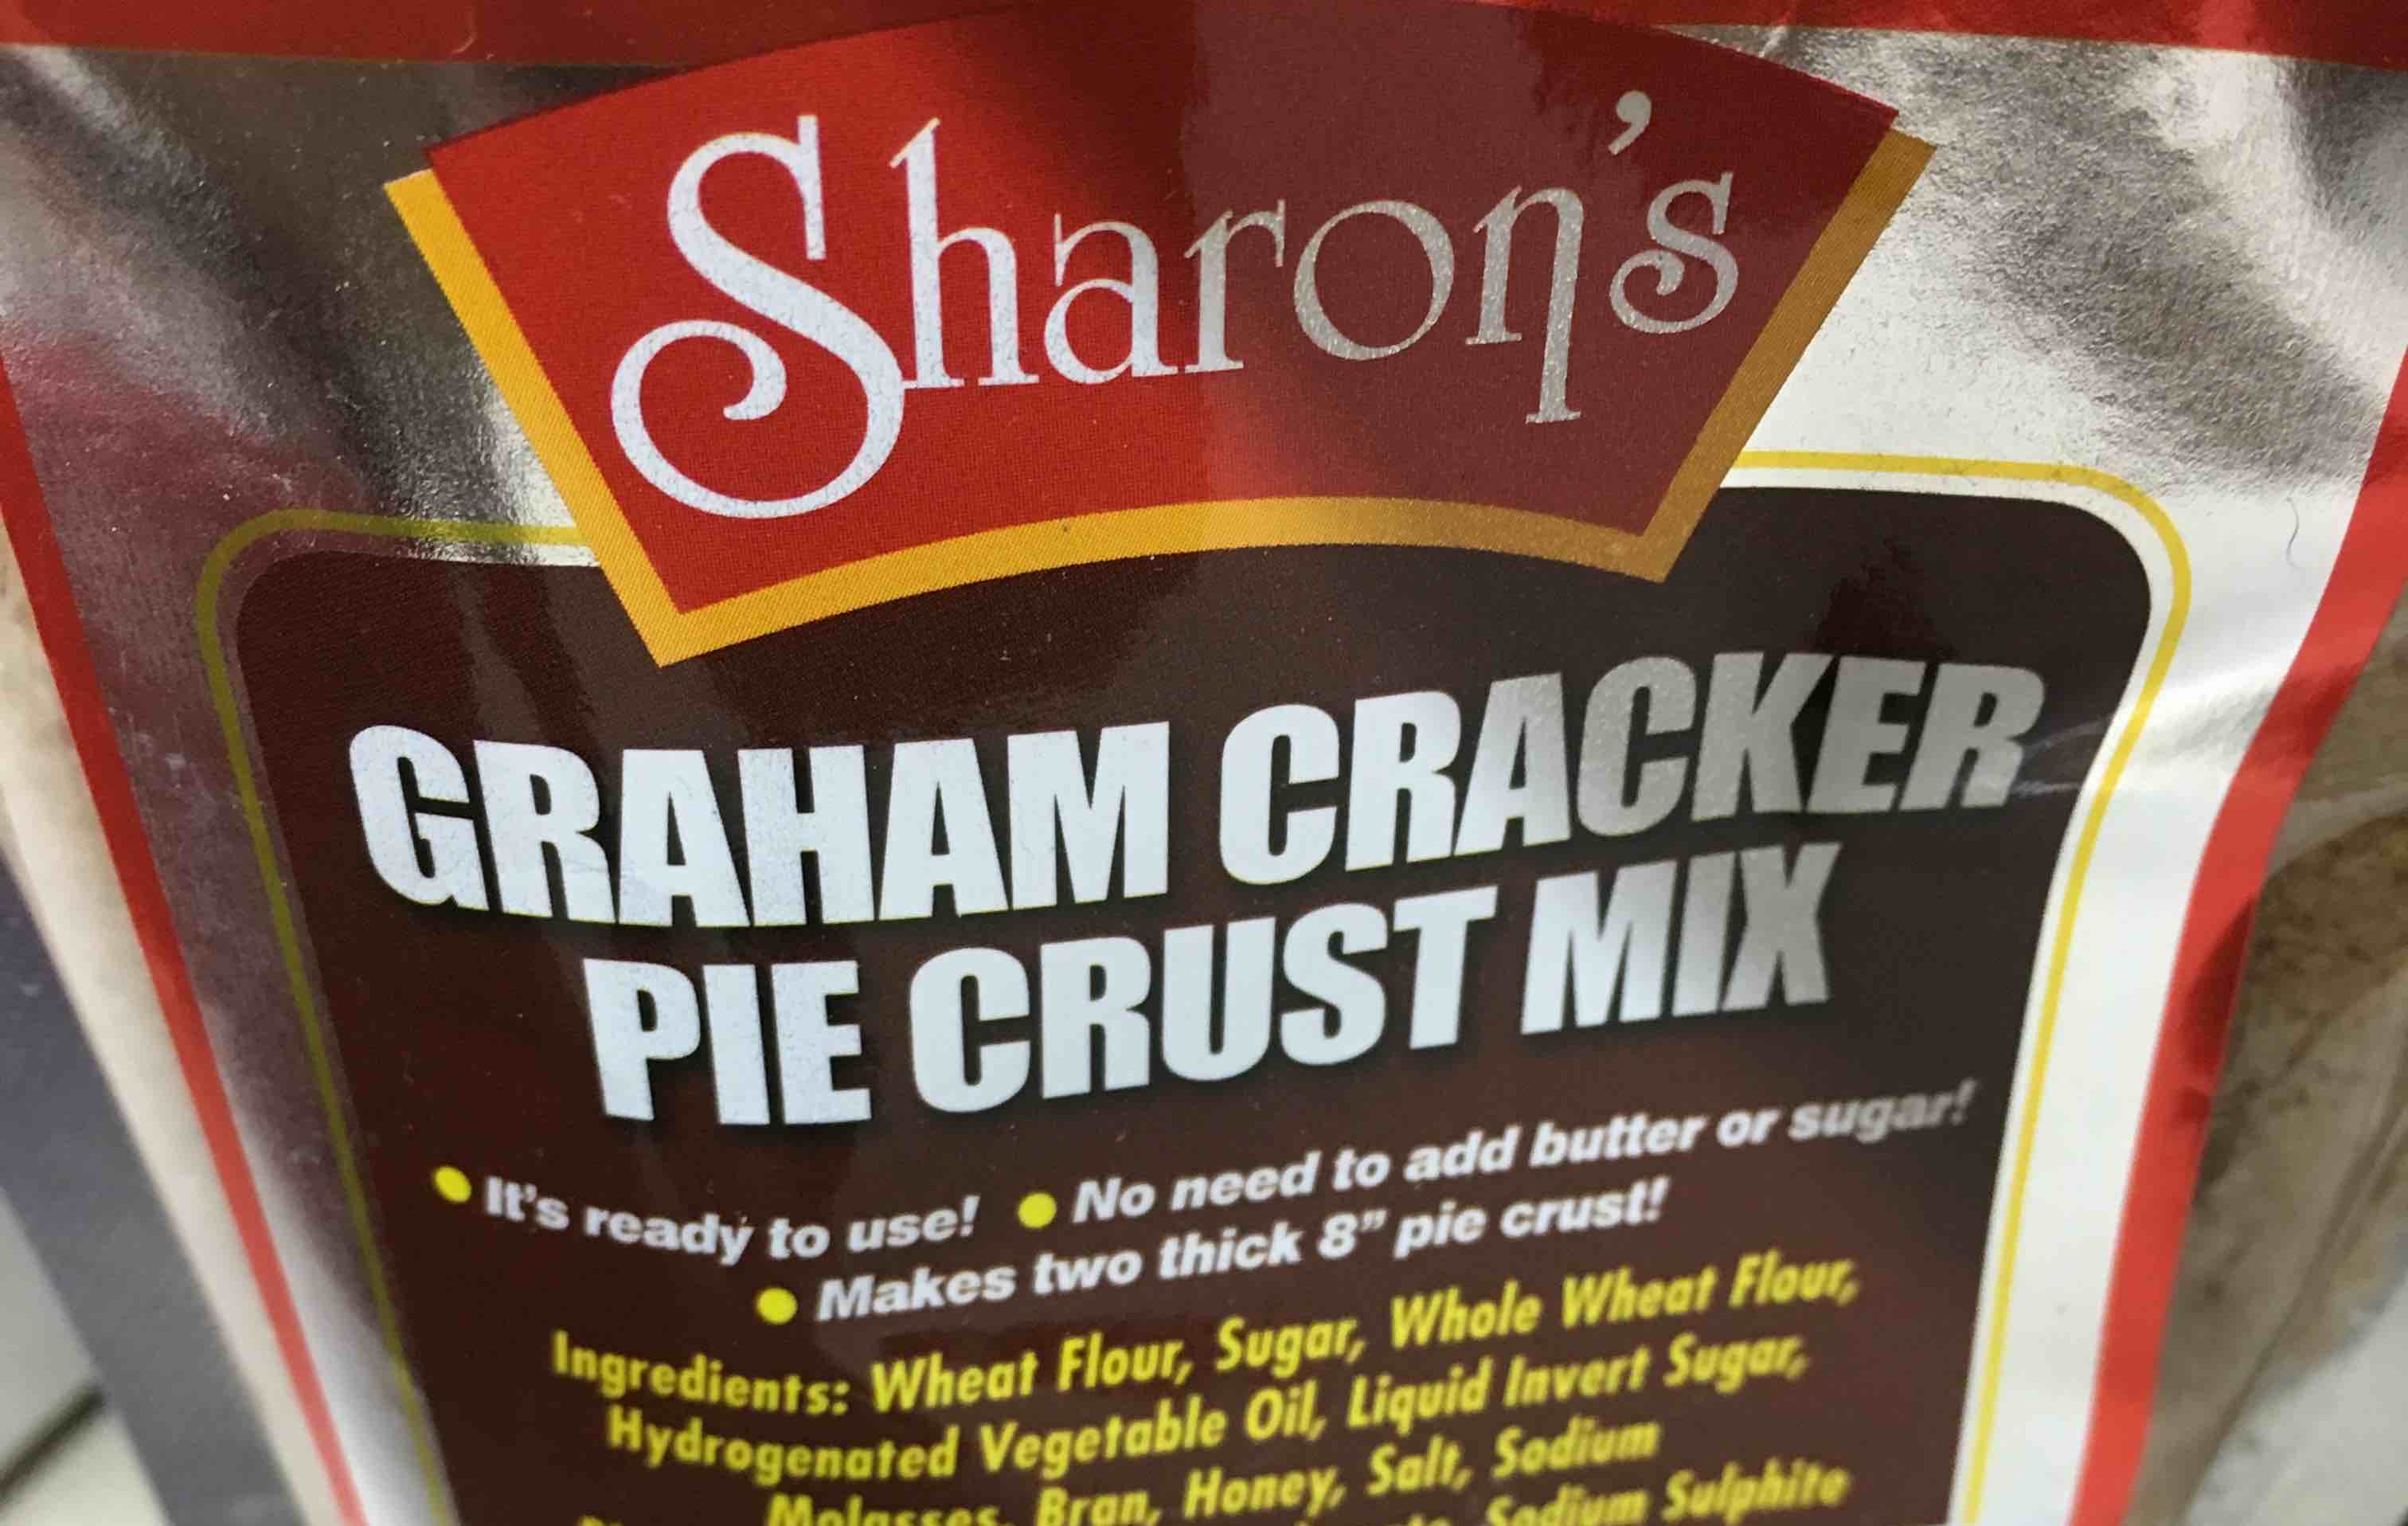 Sharon's
GRAHAM CRACKER
PIE CRUST MIX
• It's ready to use! • No need to add butter or sugar!
• Makes two thick 8” pie crust!
Ingredients: Wheat Flour, Sugar, Whole Wheat Flour,
Hydrogenated Vegetable Oil, Liquid Invert Sugar,
Molasses, Bran, Honey, Salt, Sodium
Sodium Sulphite